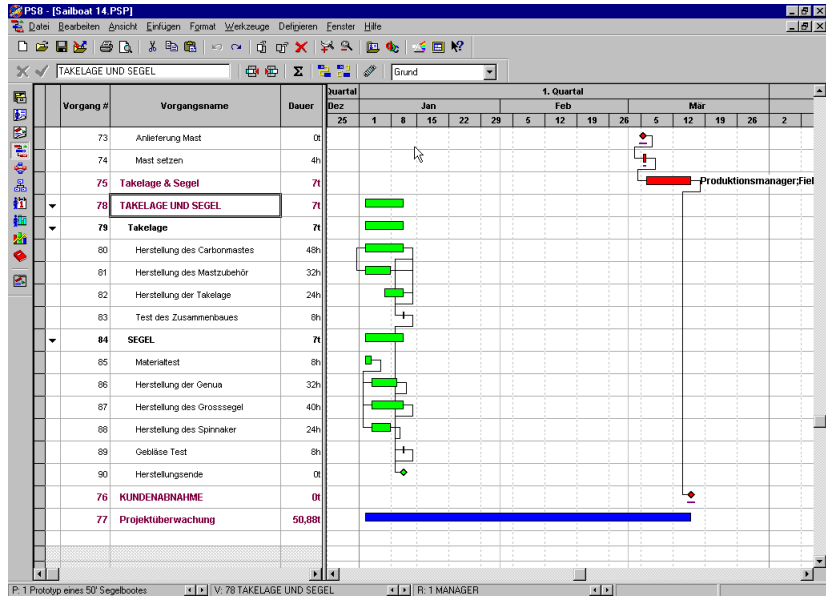 PS8 - [Sailboat 14.PSP]
Datei Bearbeiten Ansicht Einfügen Format Werkzeuge Definieren Fenster Hilfe
TAKELAGE UND SEGEL Grund
Quartal 1. Quartal
Vorgang # Vorgangsname Dauer Dez Jan Feb Mär
25 1 8 15 22 29 5 12 19 26 5 12 19 26 2
73 Anlieferung Mast 0t
74 Mast setzen 4h
75 Takelage & Segel 7t Produktionsmanager;Fiel
78 TAKELAGE UND SEGEL 7t
79 Takelage 7t
80 Herstellung des Carbonmastes 48h
81 Herstellung des Mastzubehör 32h
82 Herstellung der Takelage 24h
83 Test des Zusammenbaues 8h
84 SEGEL 7t
85 Materialtest 8h
86 Herstellung der Genua 32h
87 Herstellung des Grosssegel 40h
88 Herstellung des Spinnaker 24h
89 Gebläse Test 8h
90 Herstellungsende 0t
76 KUNDENABNAHME 0t
77 Projektüberwachung 50,88t
P: 1 Prototyp eines 50' Segelbootes V: 78 TAKELAGE UND SEGEL R: 1 MANAGER